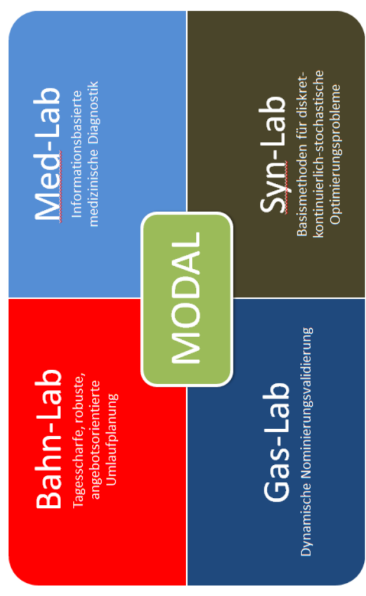 Bahn-Lab
Tagesscharfe, robuste,
angebotsorientierte
Umlaufplanung
Med-Lab
Informationsbasierte
medizinische Diagnostik
MODAL
Gas-Lab
Dynamische Nominierungsvalidierung
Syn-Lab
Basismethoden für diskret-
kontinuierlich-stochastische
Optimierungsprobleme